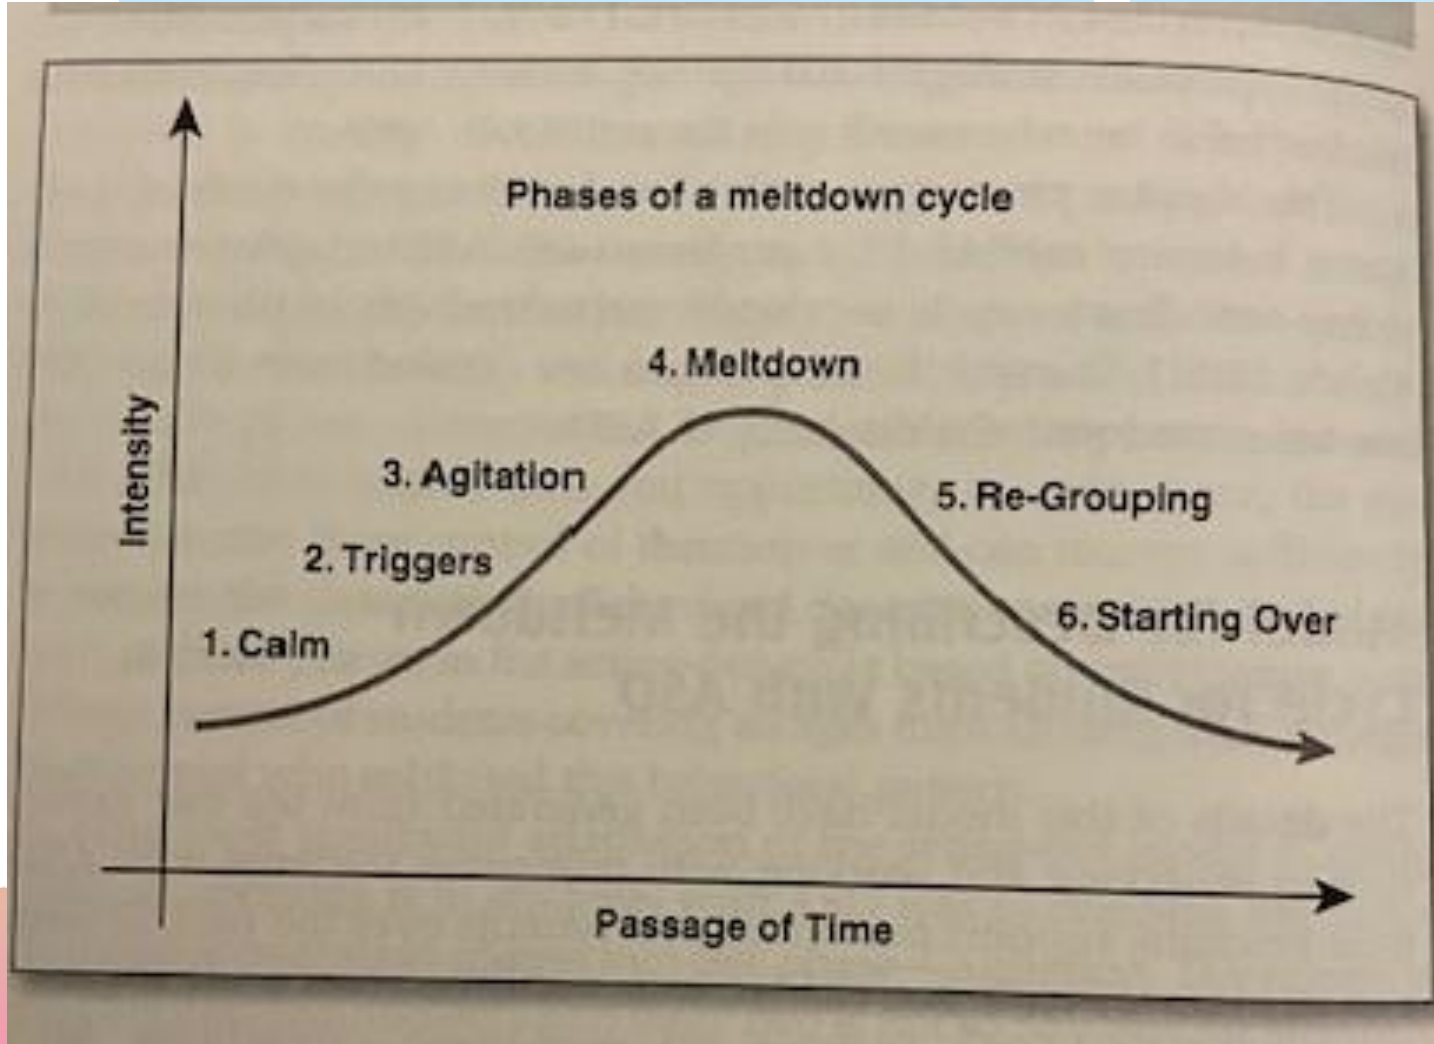 Phases of a meltdown cycle
4. Meltdown
3. Agitation
5. Re-Grouping
2. Triggers
6. Starting Over
1. Calm
Intensity
Passage of Time